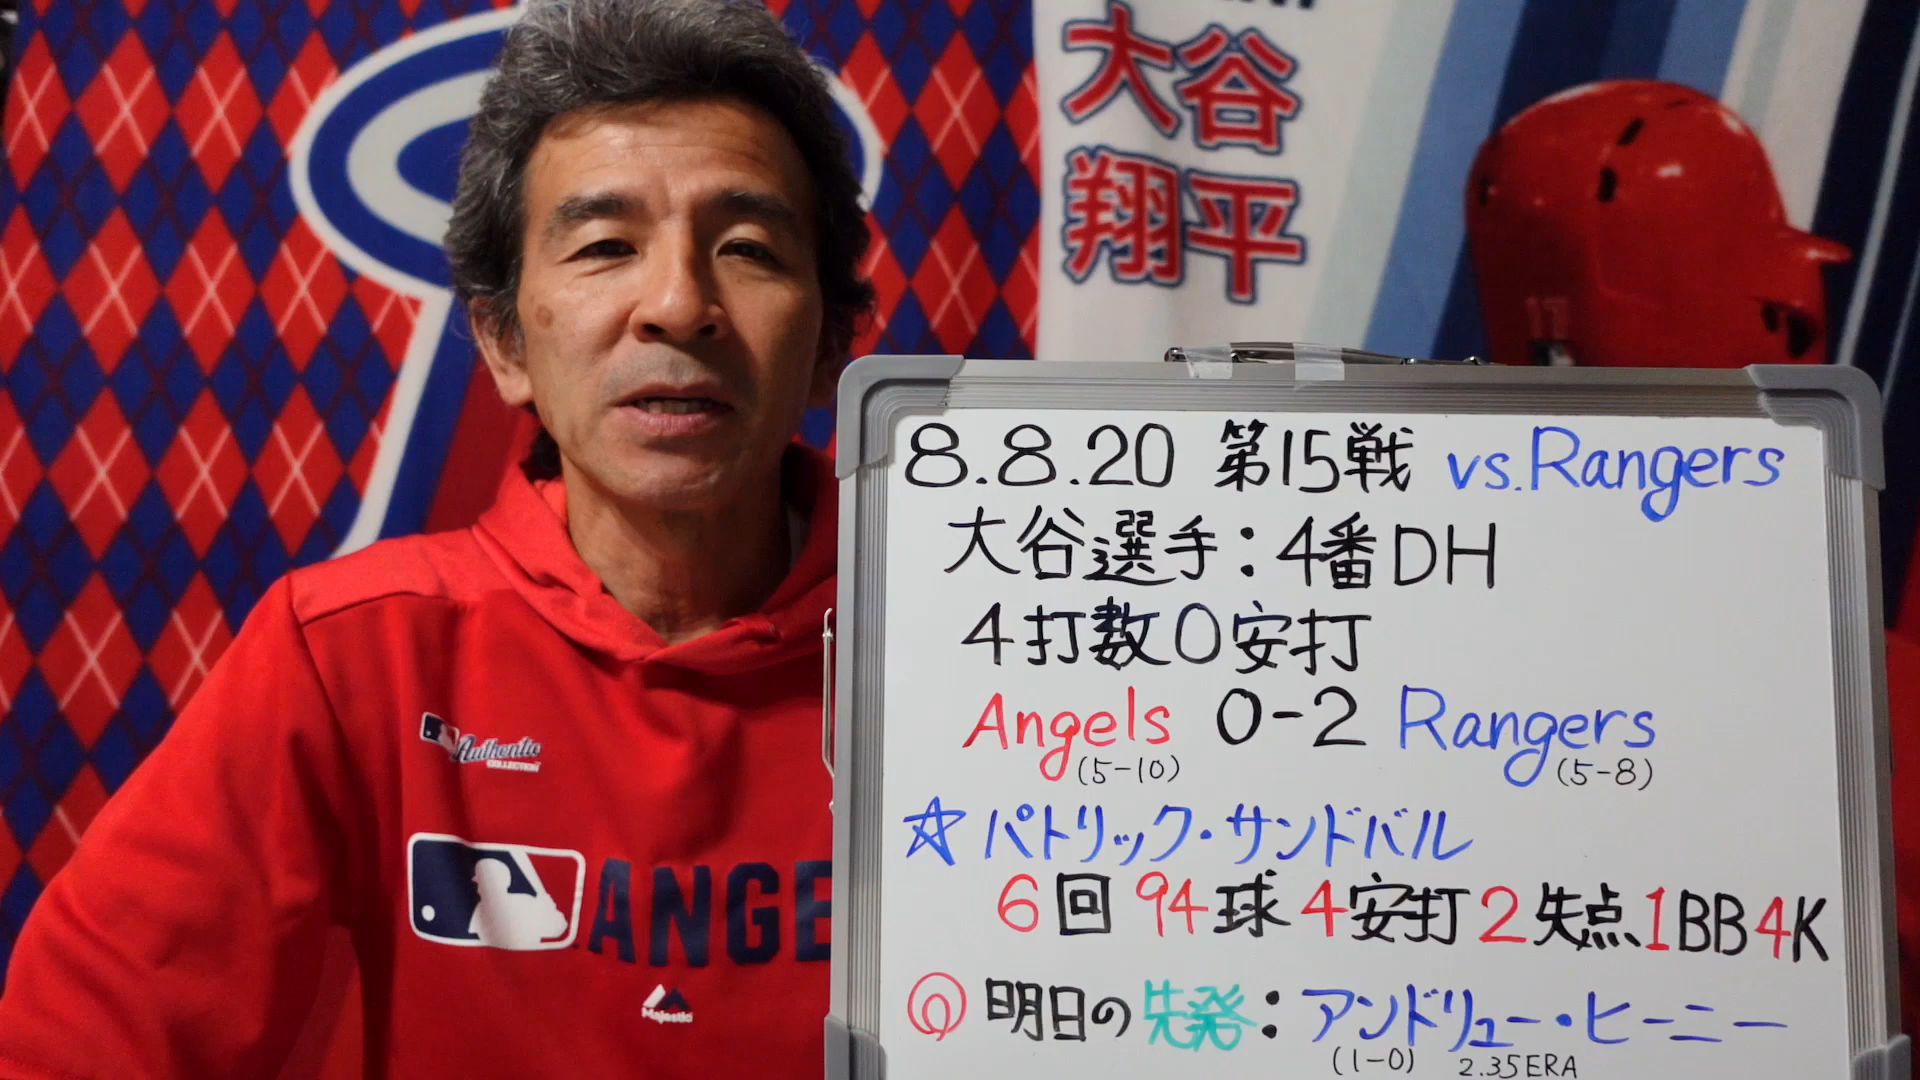 大谷
翔平
8.8.20 第15戦 vs.Rangers
大谷選手:4番DH
4打数0安打
Angels 0-2 Rangers
(5-10) (5-8)
☆パトリック・サンドバル
6回 94球 4安打 2失点 1BB 4K
明日の先発:アンドリュー・ヒーニー
(1-0) 2.35ERA
Authentic
COLLECTION
ANGE
Majestic